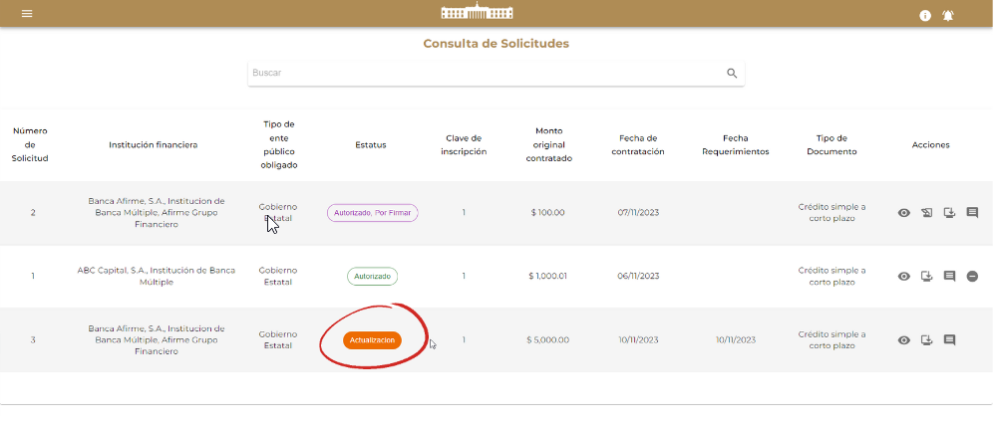 Consulta de Solicitudes
Buscar
Número de Solicitud
Institución financiera
Tipo de ente público obligado
Estatus
Clave de inscripción
Monto original contratado
Fecha de contratación
Fecha Requerimientos
Tipo de Documento
Acciones
2
Banca Afirme, S.A., Institucion de
Banca Múltiple, Afirme Grupo
Financiero
Gobierno
Estatal
Autorizado, Por Firmar
1
$ 100.00
07/11/2023
Crédito simple a
corto plazo
1
ABC Capital, S.A., Institución de Banca
Múltiple
Gobierno
Estatal
Autorizado
1
$ 1,000.01
06/11/2023
Crédito simple a
corto plazo
3
Banca Afirme, S.A., Institucion de
Banca Múltiple, Afirme Grupo
Financiero
Gobierno
Estatal
Actualizacion
1
$ 5,000.00
10/11/2023
10/11/2023
Crédito simple a
corto plazo